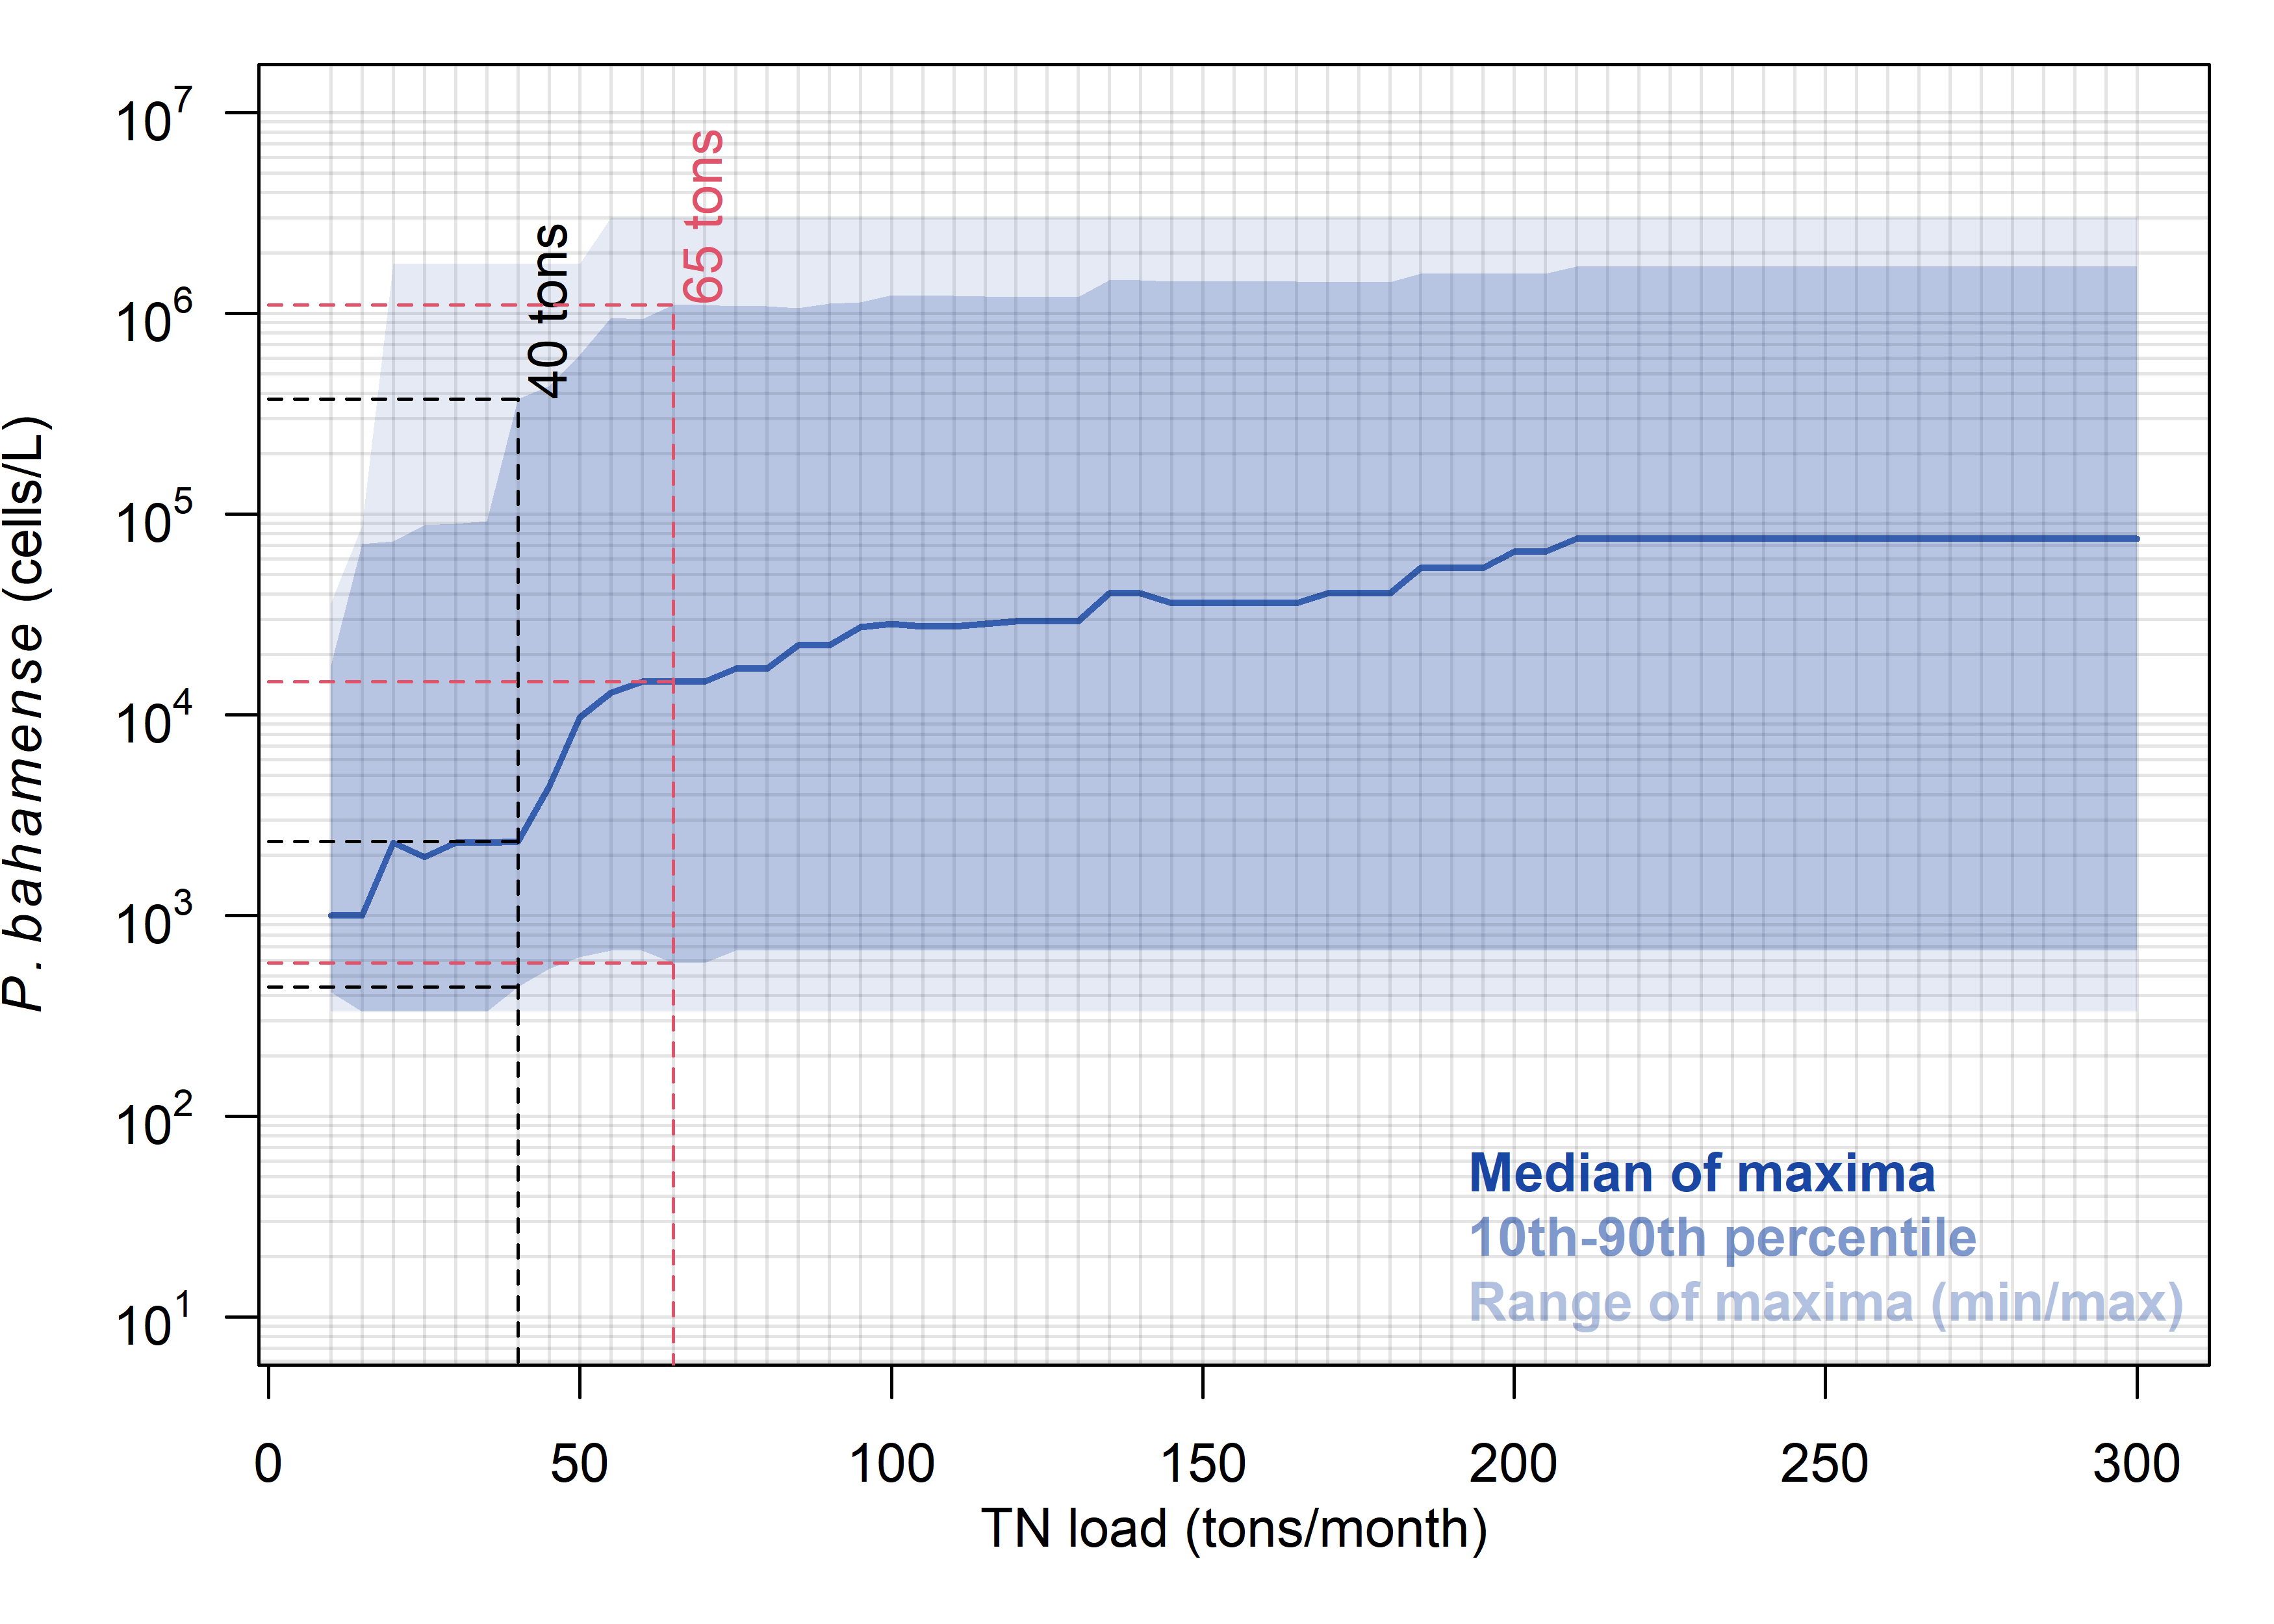 P. bahamense (cells/L)
10^7
10^6
10^5
10^4
10^3
10^2
10^1
65 tons
40 tons
Median of maxima
10th-90th percentile
Range of maxima (min/max)
0 50 100 150 200 250 300
TN load (tons/month)